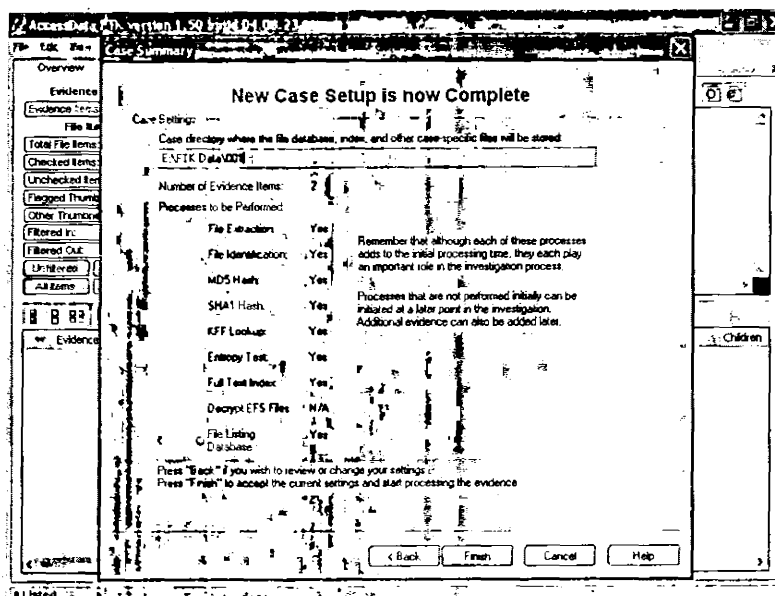 AccessData FTK version 1.50
File Edit View
Case Summary
Overview
Evidence
Evidence Items
File Ite
Total File Items:
Checked Items:
Unchecked Iter
Flagged Thumb
Other Thumbn
Filtered In:
Filtered Out:
Unfiltered
All Items
Evidence
Children
New Case Setup is now Complete
Case Settings:
Case directory where the file database, index, and other case-specific files will be stored:
E:\FTK Data\001
Number of Evidence Items: 2
Processes to be Performed
File Extraction: Yes
File Identification: Yes
MD5 Hash: Yes
SHA1 Hash: Yes
KFF Lookup: Yes
Entropy Test: Yes
Full Text Index: Yes
Decrypt EFS Files N/A
File Listing Database Yes
Remember that although each of these processes
adds to the initial processing time, they each play
an important role in the investigation process.
Processes that are not performed initially can be
initiated at a later point in the investigation.
Additional evidence can also be added later.
Press "Back" if you wish to review or change your settings
Press "Finish" to accept the current settings and start processing the evidence
< Back
Finish
Cancel
Help
Listed